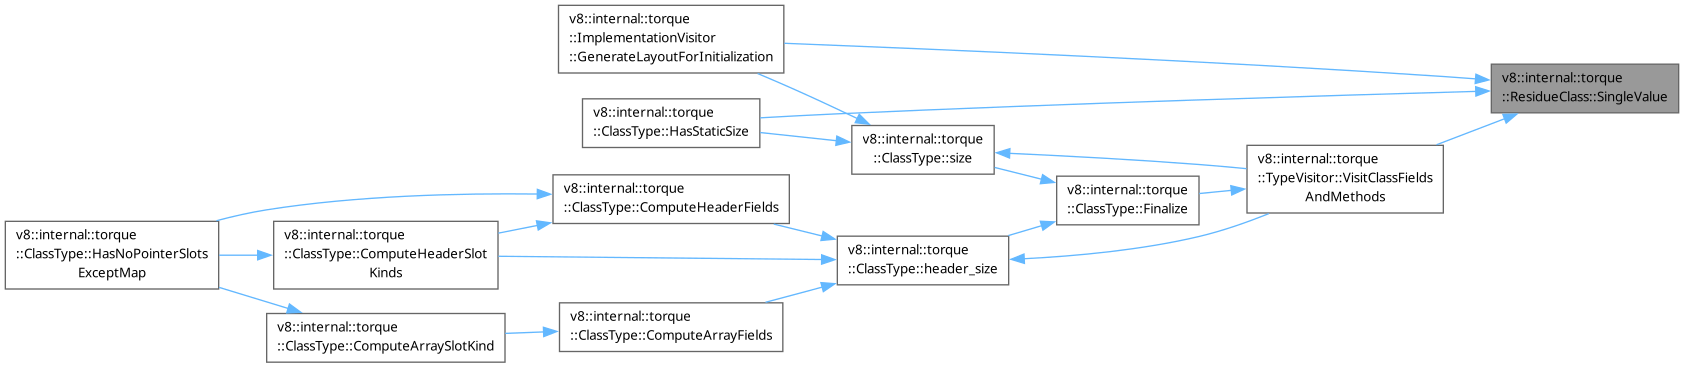 v8::internal::torque
::ImplementationVisitor
::GenerateLayoutForInitialization
v8::internal::torque
::ResidueClass::SingleValue
v8::internal::torque
::ClassType::HasStaticSize
v8::internal::torque
::ClassType::size
v8::internal::torque
::TypeVisitor::VisitClassFields
AndMethods
v8::internal::torque
::ClassType::ComputeHeaderFields
v8::internal::torque
::ClassType::Finalize
v8::internal::torque
::ClassType::HasNoPointerSlots
ExceptMap
v8::internal::torque
::ClassType::ComputeHeaderSlot
Kinds
v8::internal::torque
::ClassType::header_size
v8::internal::torque
::ClassType::ComputeArrayFields
v8::internal::torque
::ClassType::ComputeArraySlotKind